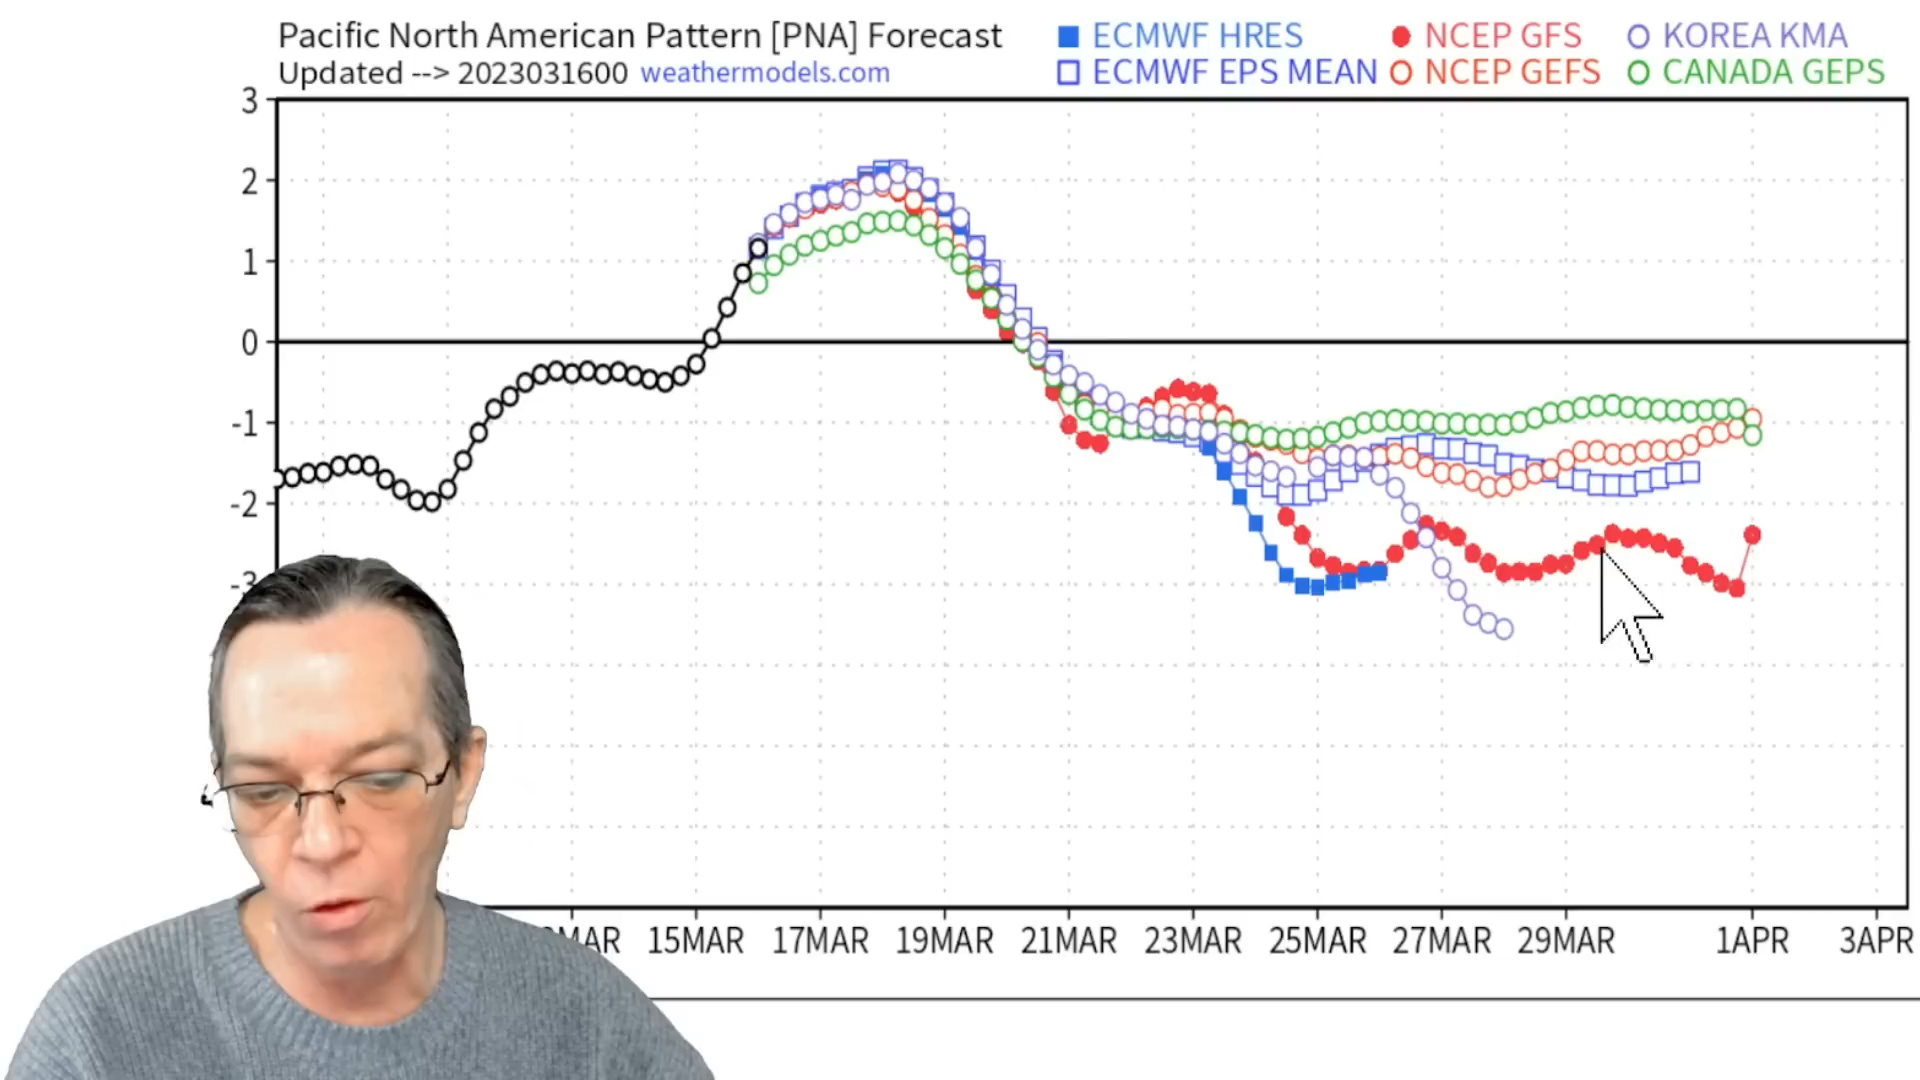 Pacific North American Pattern [PNA] Forecast
Updated --> 2023031600 weathermodels.com
ECMWF HRES
NCEP GFS
KOREA KMA
ECMWF EPS MEAN
NCEP GEFS
CANADA GEPS
3
2
1
0
-1
-2
-3
MAR
15MAR
17MAR
19MAR
21MAR
23MAR
25MAR
27MAR
29MAR
1APR
3APR